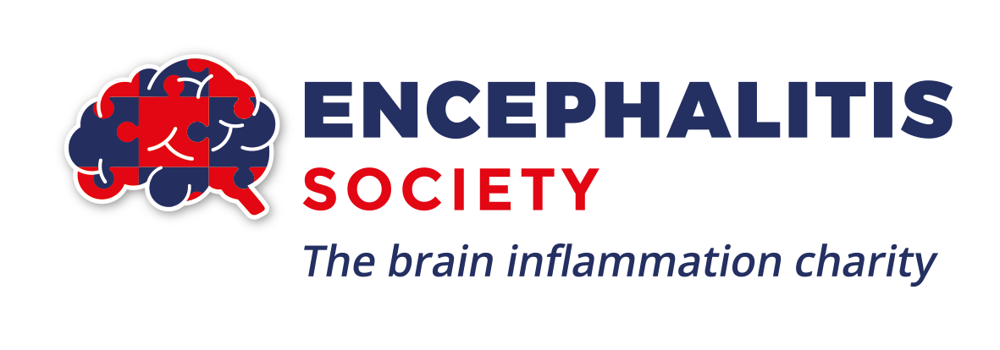 ENCEPHALITIS
SOCIETY
The brain inflammation charity